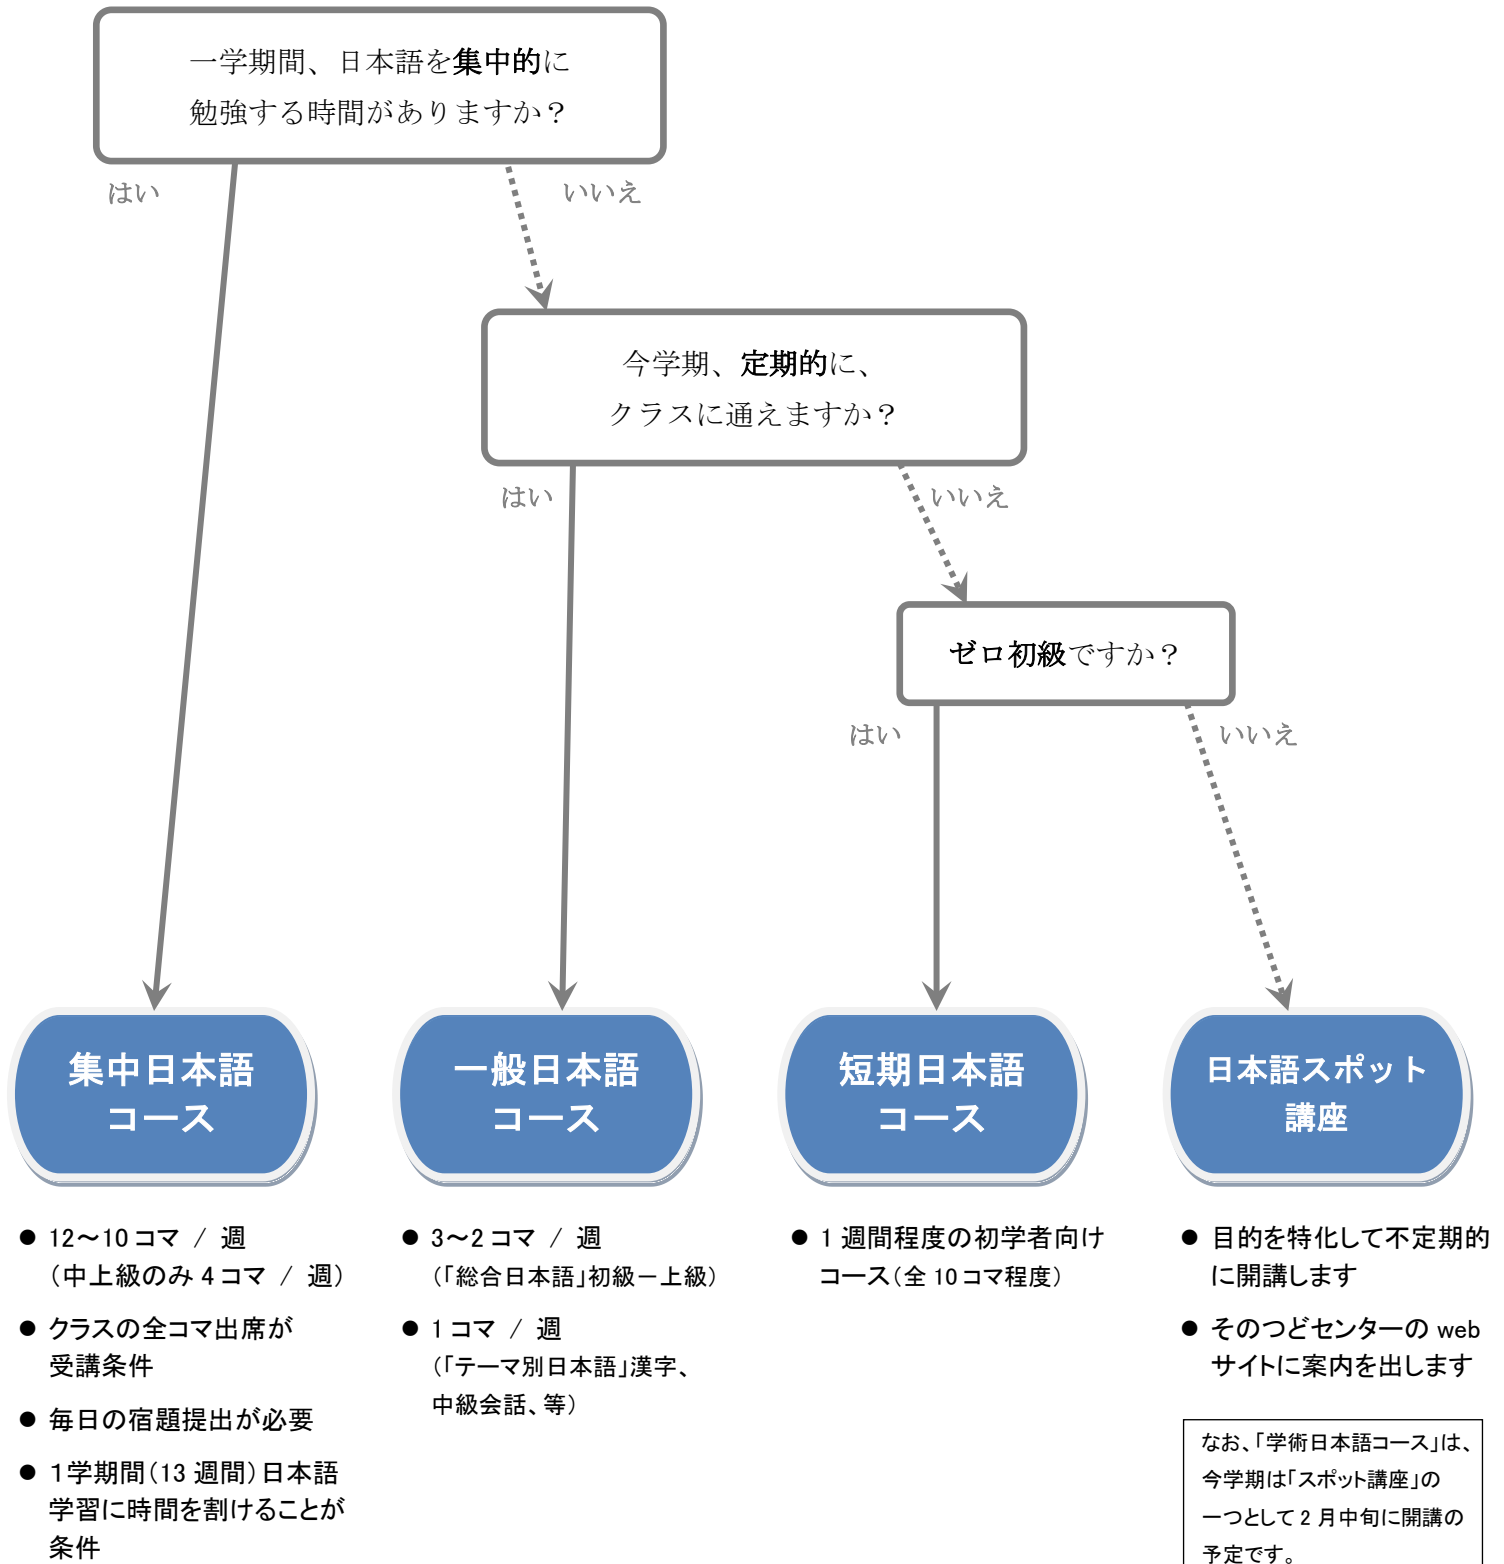 一学期間、日本語を集中的に
勉強する時間がありますか？
はい
いいえ
今学期、定期的に、
クラスに通えますか？
はい
いいえ
ゼロ初級ですか？
はい
いいえ
集中日本語
コース
一般日本語
コース
短期日本語
コース
日本語スポット
講座
● 12～10コマ / 週
（中上級のみ4コマ / 週）
● クラスの全コマ出席が
受講条件
● 毎日の宿題提出が必要
● 1学期間（13週間）日本語
学習に時間を割けることが
条件
● 3～2コマ / 週
（「総合日本語」初級－上級）
● 1コマ / 週
（「テーマ別日本語」漢字、
中級会話、等）
● 1週間程度の初学者向け
コース（全10コマ程度）
● 目的を特化して不定期的
に開講します
● そのつどセンターのweb
サイトに案内を出します
なお、「学術日本語コース」は、
今学期は「スポット講座」の
一つとして2月中旬に開講の
予定です。